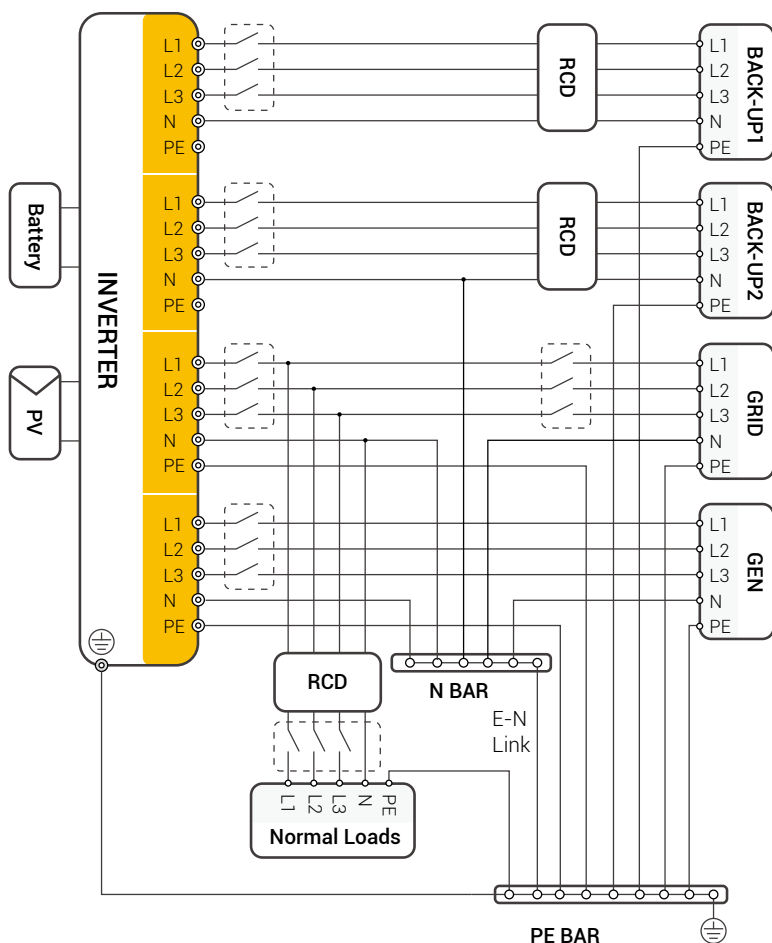 INVERTER
Battery
PV
L1
L2
L3
N
PE
L1
L2
L3
N
PE
L1
L2
L3
N
PE
L1
L2
L3
N
PE
RCD
RCD
L1
L2
L3
N
PE
BACK-UP1
L1
L2
L3
N
PE
BACK-UP2
L1
L2
L3
N
PE
GRID
L1
L2
L3
N
PE
GEN
RCD
N BAR
E-N
Link
L1 L2 L3 N PE
Normal Loads
PE BAR